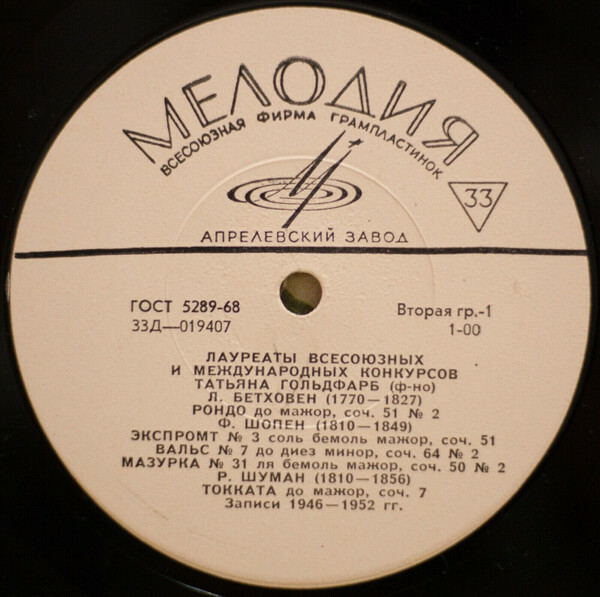 МЕЛОДИЯ
ВСЕСОЮЗНАЯ ФИРМА ГРАМПЛАСТИНОК
33
АПРЕЛЕВСКИЙ ЗАВОД
ГОСТ 5289-68
Вторая гр.-1
33Д—019407
1-00
ЛАУРЕАТЫ ВСЕСОЮЗНЫХ
И МЕЖДУНАРОДНЫХ КОНКУРСОВ
ТАТЬЯНА ГОЛЬДФАРБ (ф-но)
Л. БЕТХОВЕН (1770—1827)
РОНДО до мажор, соч. 51 № 2
Ф. ШОПЕН (1810—1849)
ЭКСПРОМТ № 3 соль бемоль мажор, соч. 51
ВАЛЬС № 7 до диез минор, соч. 64 № 2
МАЗУРКА № 31 ля бемоль мажор, соч. 50 № 2
Р. ШУМАН (1810—1856)
ТОККАТА до мажор, соч. 7
Записи 1946—1952 гг.